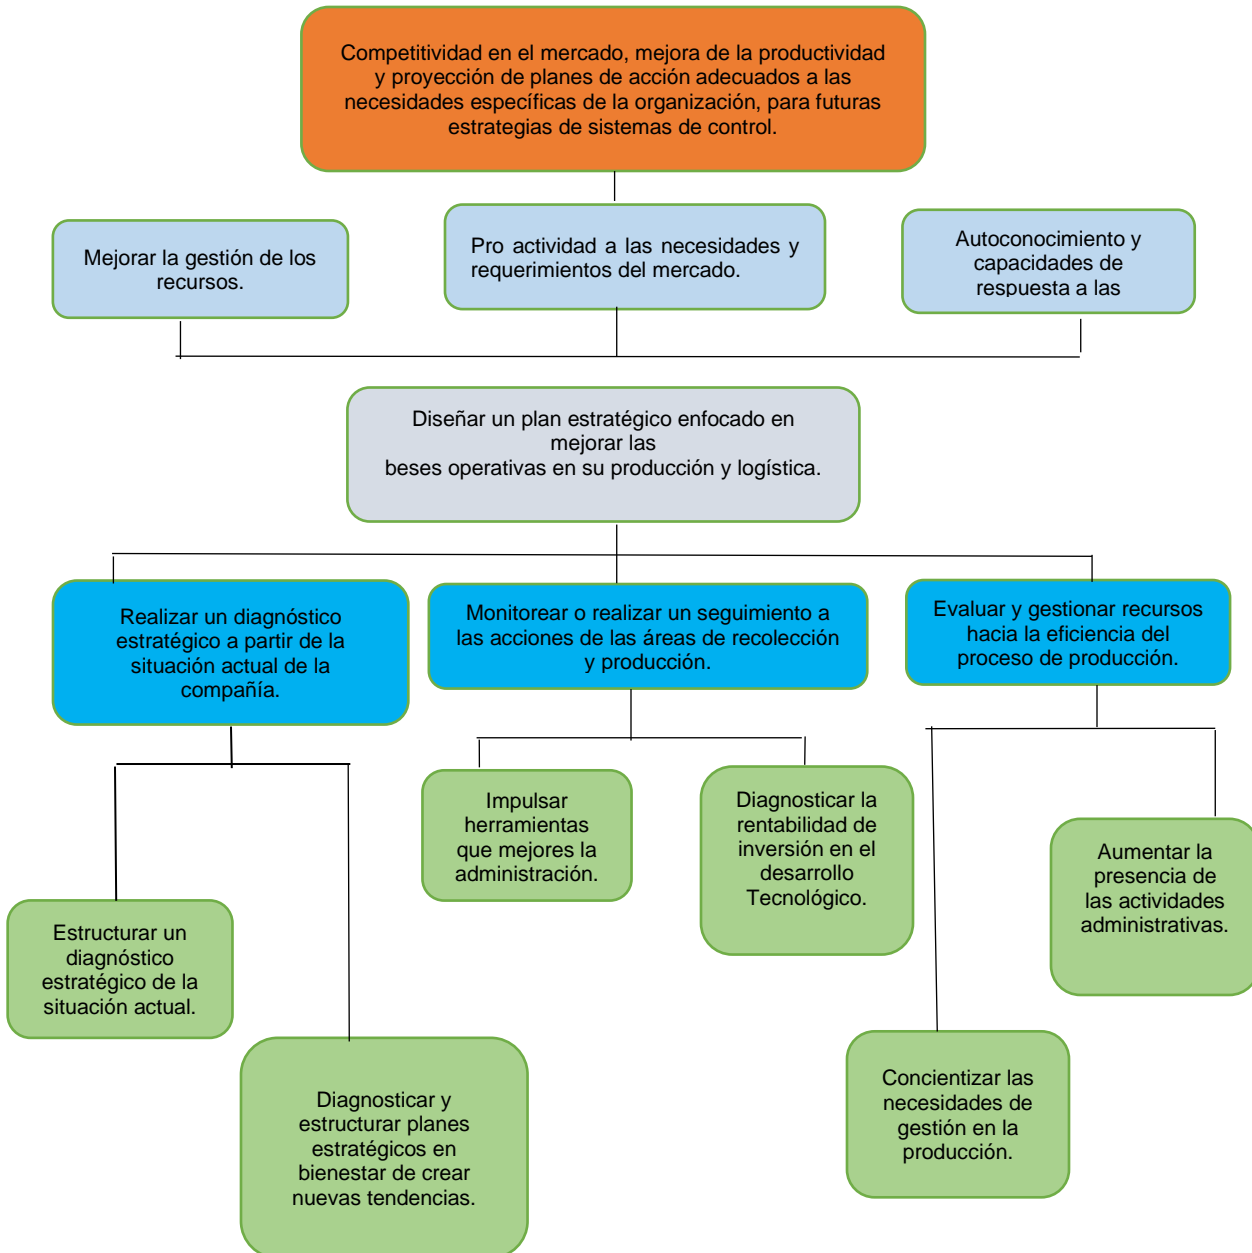 Competitividad en el mercado, mejora de la productividad
y proyección de planes de acción adecuados a las
necesidades específicas de la organización, para futuras
estrategias de sistemas de control.
Mejorar la gestión de los
recursos.
Pro actividad a las necesidades y
requerimientos del mercado.
Autoconocimiento y
capacidades de
respuesta a las
Diseñar un plan estratégico enfocado en
mejorar las
beses operativas en su producción y logística.
Realizar un diagnóstico
estratégico a partir de la
situación actual de la
compañía.
Monitorear o realizar un seguimiento a
las acciones de las áreas de recolección
y producción.
Evaluar y gestionar recursos
hacia la eficiencia del
proceso de producción.
Impulsar
herramientas
que mejores la
administración.
Diagnosticar la
rentabilidad de
inversión en el
desarrollo
Tecnológico.
Aumentar la
presencia de
las actividades
administrativas.
Estructurar un
diagnóstico
estratégico de la
situación actual.
Diagnosticar y
estructurar planes
estratégicos en
bienestar de crear
nuevas tendencias.
Concientizar las
necesidades de
gestión en la
producción.